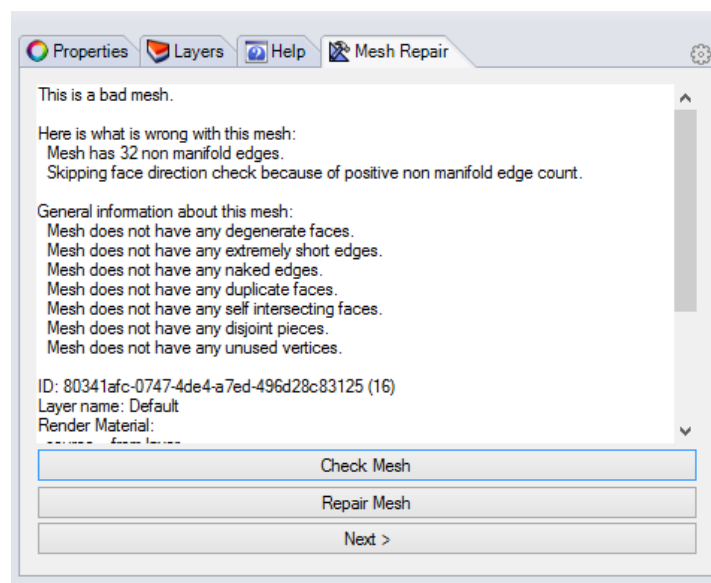 Properties Layers Help Mesh Repair
This is a bad mesh.
Here is what is wrong with this mesh:
Mesh has 32 non manifold edges.
Skipping face direction check because of positive non manifold edge count.
General information about this mesh:
Mesh does not have any degenerate faces.
Mesh does not have any extremely short edges.
Mesh does not have any naked edges.
Mesh does not have any duplicate faces.
Mesh does not have any self intersecting faces.
Mesh does not have any disjoint pieces.
Mesh does not have any unused vertices.
ID: 80341afc-0747-4de4-a7ed-496d28c83125 (16)
Layer name: Default
Render Material:
Check Mesh
Repair Mesh
Next >